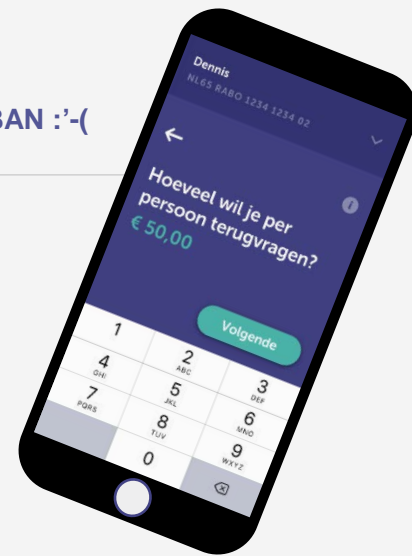 BAN :'-(
Dennis
NL65 RABO 1234 1234 02
Hoeveel wil je per
persoon terugvragen?
€ 50,00
Volgende
1
2
ABC
3
DEF
4
GHI
5
JKL
6
MNO
7
PQRS
8
TUV
9
WXYZ
0